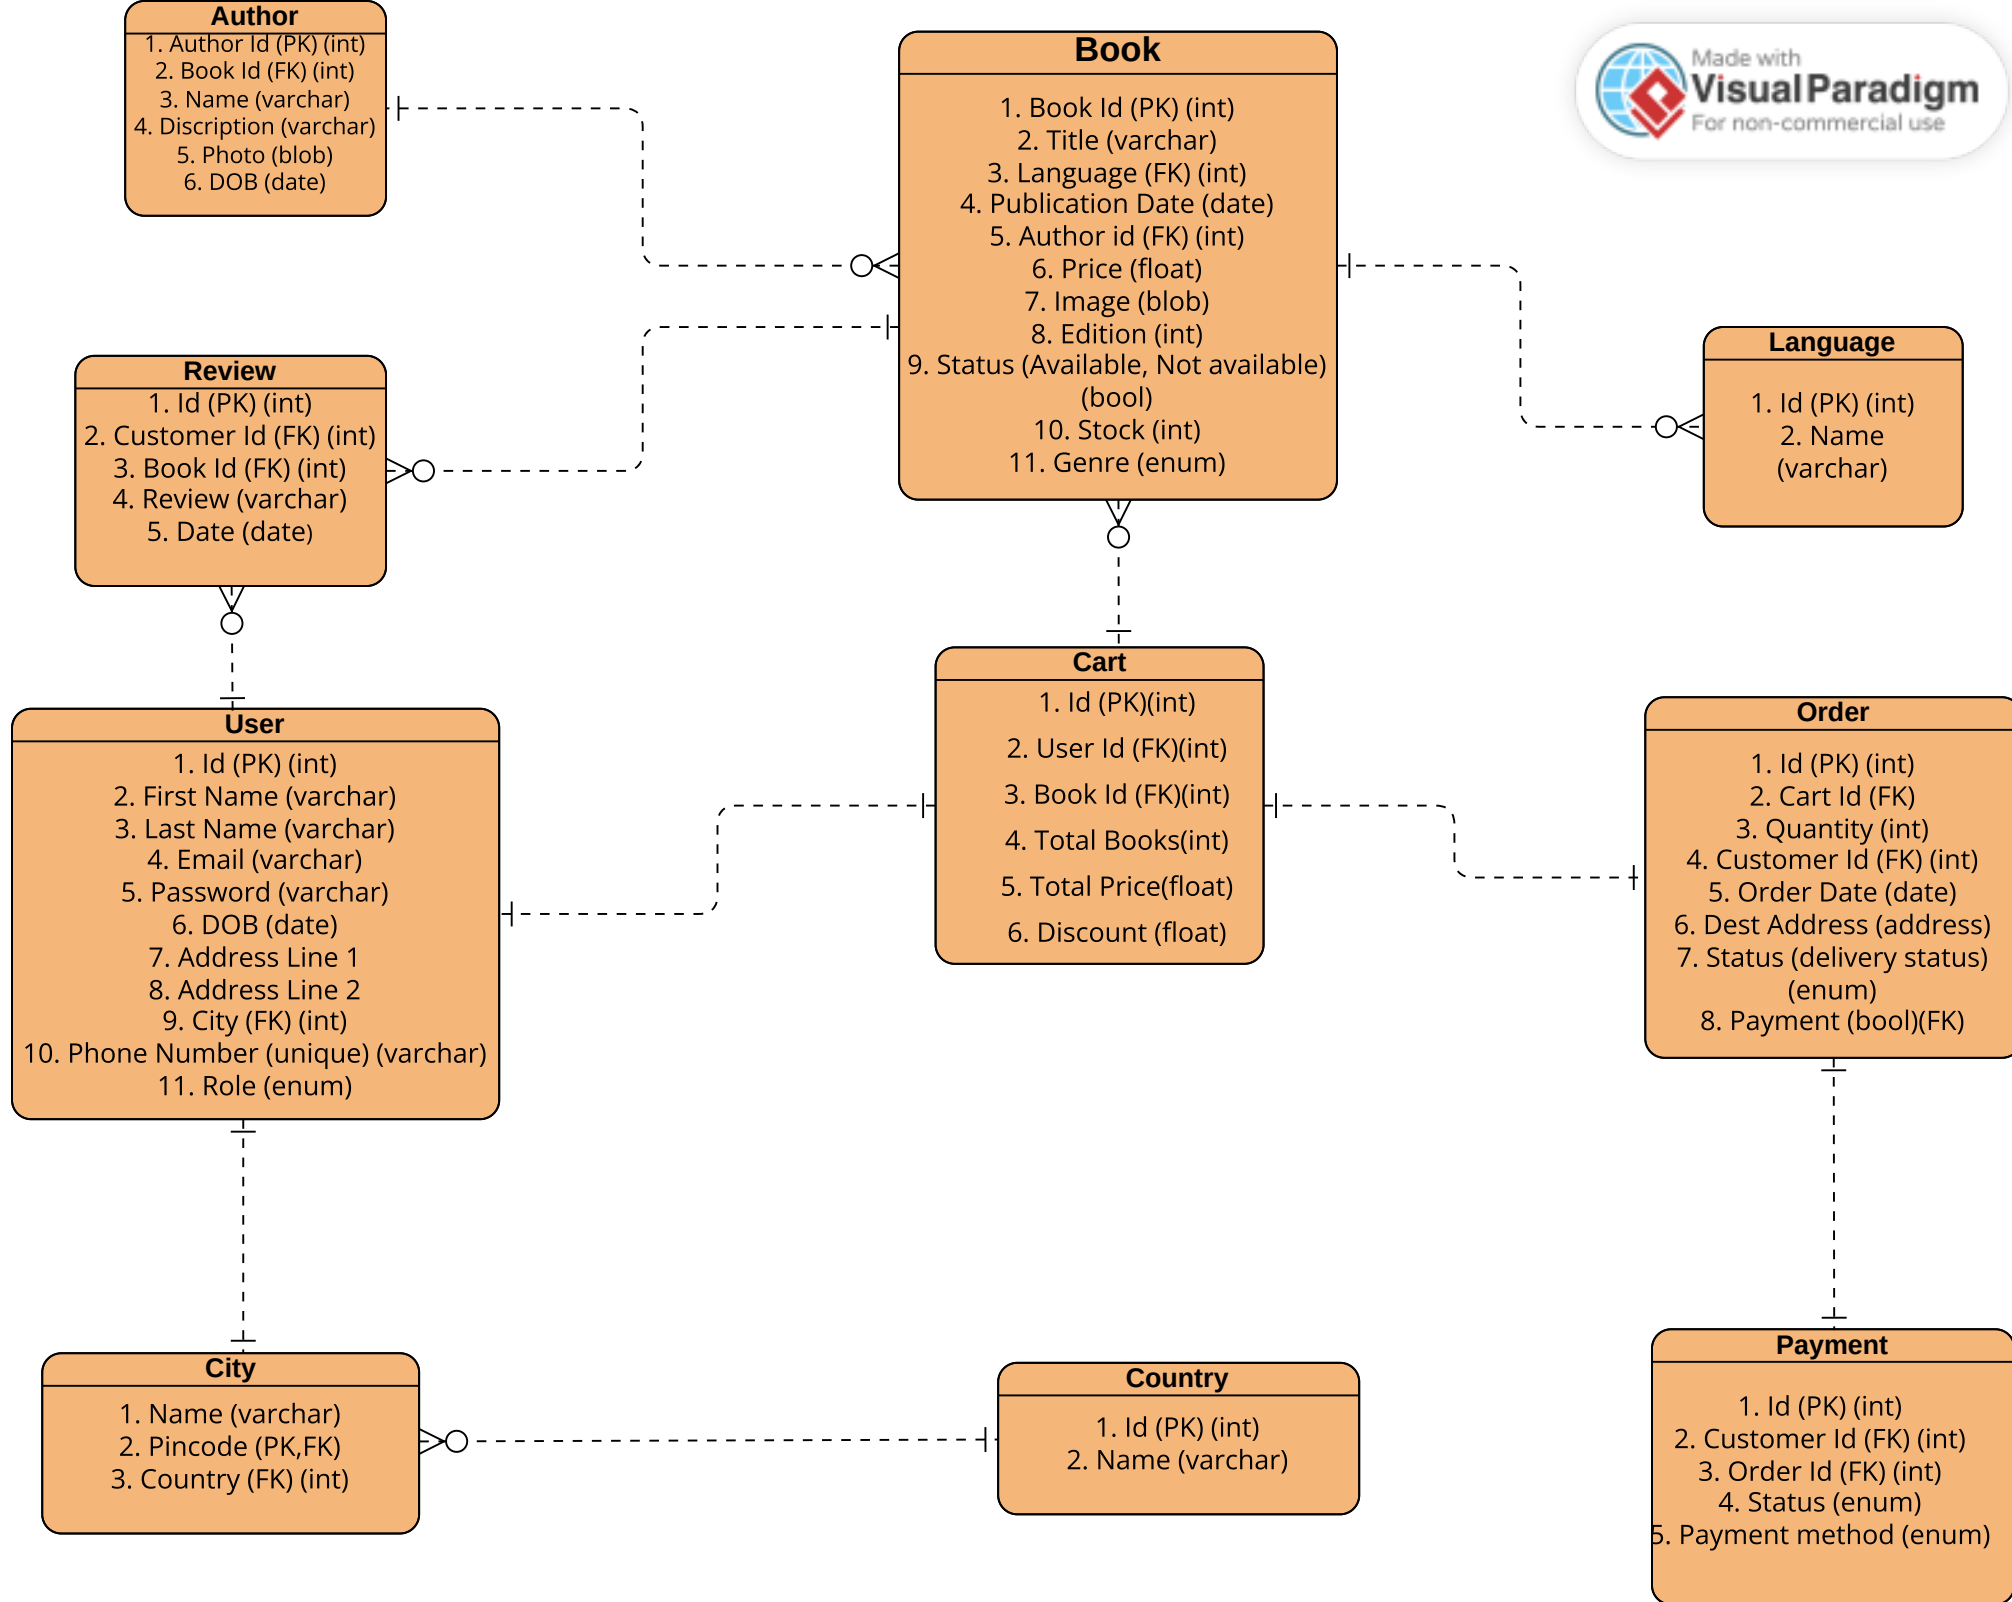 Author
1. Author Id (PK) (int)
2. Book Id (FK) (int)
3. Name (varchar)
4. Discription (varchar)
5. Photo (blob)
6. DOB (date)
Book
1. Book Id (PK) (int)
2. Title (varchar)
3. Language (FK) (int)
4. Publication Date (date)
5. Author id (FK) (int)
6. Price (float)
7. Image (blob)
8. Edition (int)
9. Status (Available, Not available)
(bool)
10. Stock (int)
11. Genre (enum)
Made with
Visual Paradigm
For non-commercial use
Language
1. Id (PK) (int)
2. Name
(varchar)
Review
1. Id (PK) (int)
2. Customer Id (FK) (int)
3. Book Id (FK) (int)
4. Review (varchar)
5. Date (date)
User
1. Id (PK) (int)
2. First Name (varchar)
3. Last Name (varchar)
4. Email (varchar)
5. Password (varchar)
6. DOB (date)
7. Address Line 1
8. Address Line 2
9. City (FK) (int)
10. Phone Number (unique) (varchar)
11. Role (enum)
Cart
1. Id (PK)(int)
2. User Id (FK)(int)
3. Book Id (FK)(int)
4. Total Books(int)
5. Total Price(float)
6. Discount (float)
Order
1. Id (PK) (int)
2. Cart Id (FK)
3. Quantity (int)
4. Customer Id (FK) (int)
5. Order Date (date)
6. Dest Address (address)
7. Status (delivery status)
(enum)
8. Payment (bool)(FK)
City
1. Name (varchar)
2. Pincode (PK,FK)
3. Country (FK) (int)
Country
1. Id (PK) (int)
2. Name (varchar)
Payment
1. Id (PK) (int)
2. Customer Id (FK) (int)
3. Order Id (FK) (int)
4. Status (enum)
5. Payment method (enum)